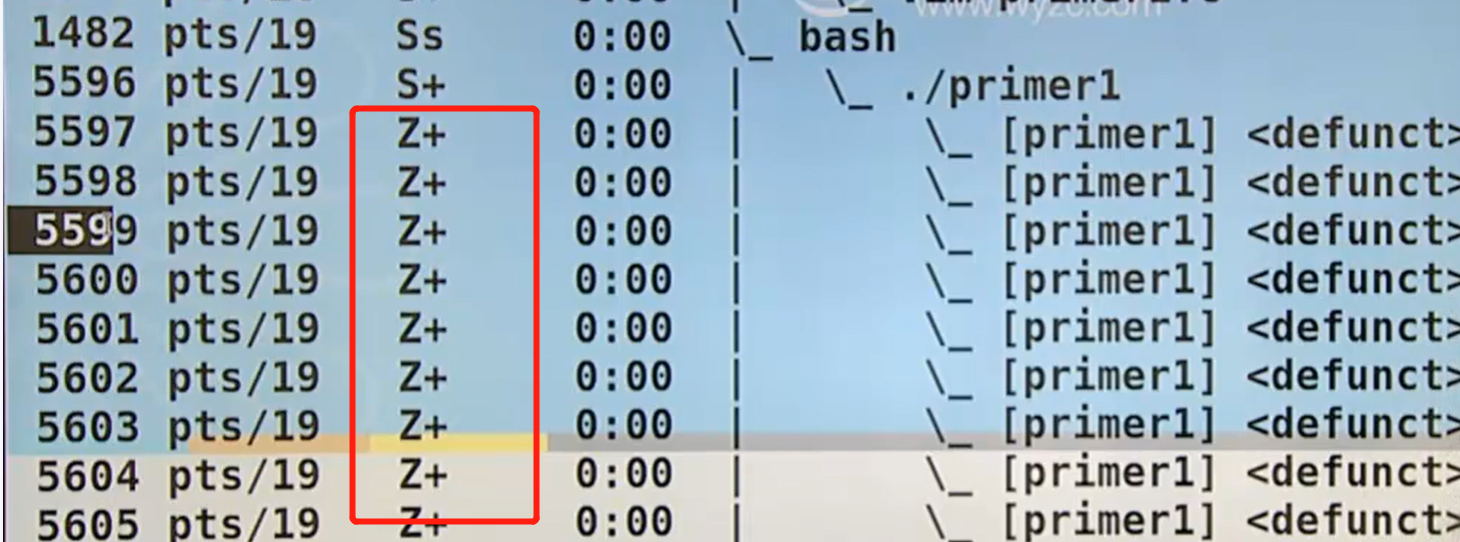 www.wyzc.com
1482 pts/19 Ss 0:00 \_ bash
5596 pts/19 S+ 0:00 | \_ ./primer1
5597 pts/19 Z+ 0:00 | \_ [primer1] <defunct>
5598 pts/19 Z+ 0:00 | \_ [primer1] <defunct>
5599 pts/19 Z+ 0:00 | \_ [primer1] <defunct>
5600 pts/19 Z+ 0:00 | \_ [primer1] <defunct>
5601 pts/19 Z+ 0:00 | \_ [primer1] <defunct>
5602 pts/19 Z+ 0:00 | \_ [primer1] <defunct>
5603 pts/19 Z+ 0:00 | \_ [primer1] <defunct>
5604 pts/19 Z+ 0:00 | \_ [primer1] <defunct>
5605 pts/19 Z+ 0:00 | \_ [primer1] <defunct>